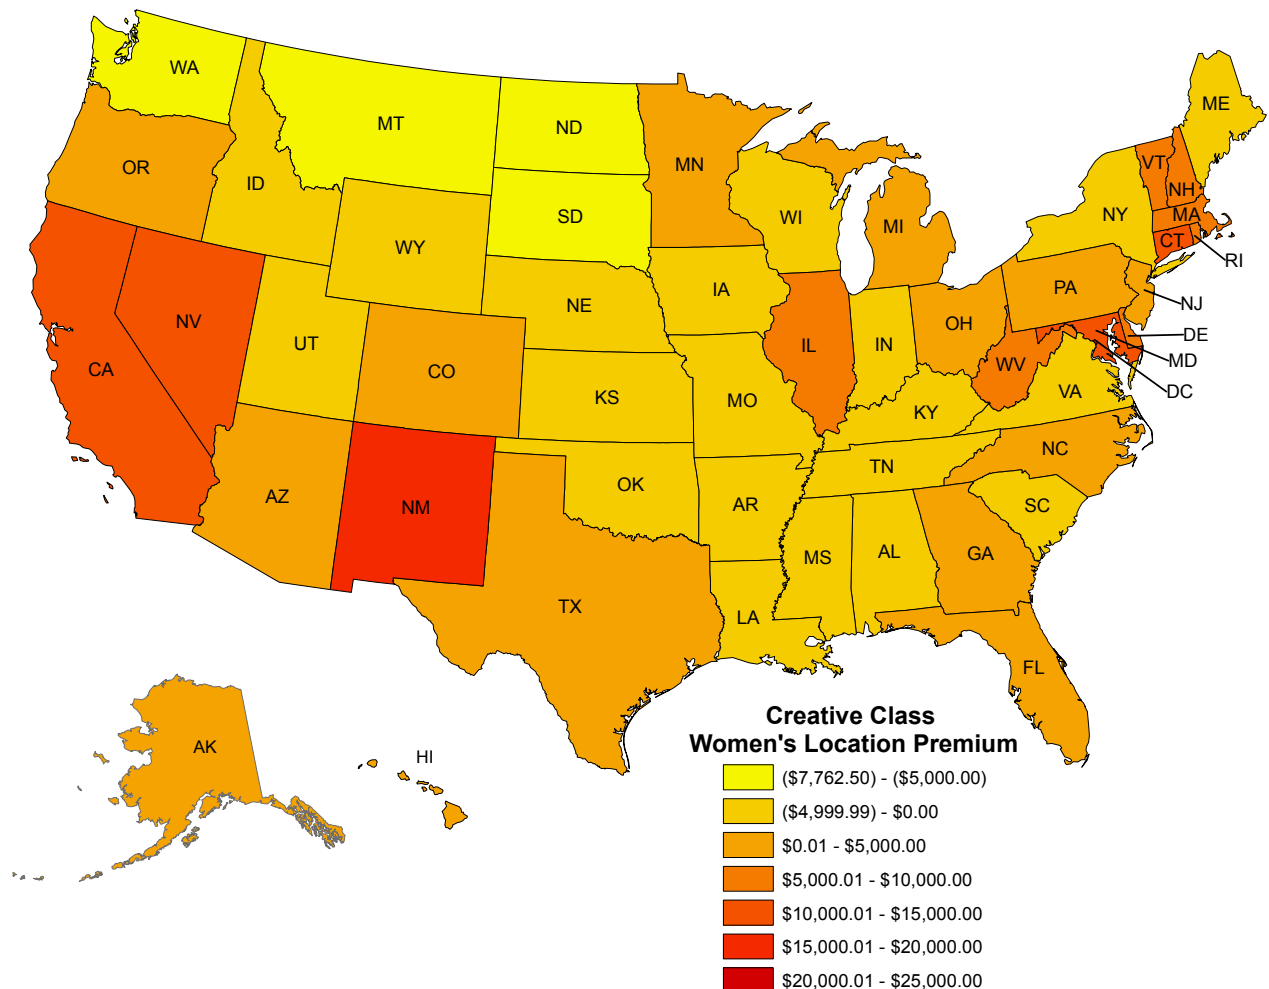 WA
MT
ND
MN
ME
OR
ID
SD
WI
MI
VT
NH
NY
MA
CT
RI
WY
IA
PA
NJ
NE
NV
UT
IL
IN
OH
DE
MD
DC
CA
CO
WV
VA
KS
MO
KY
NC
TN
AZ
NM
OK
AR
SC
MS
AL
GA
TX
LA
FL
AK
HI
Creative Class
Women's Location Premium
($7,762.50) - ($5,000.00)
($4,999.99) - $0.00
$0.01 - $5,000.00
$5,000.01 - $10,000.00
$10,000.01 - $15,000.00
$15,000.01 - $20,000.00
$20,000.01 - $25,000.00